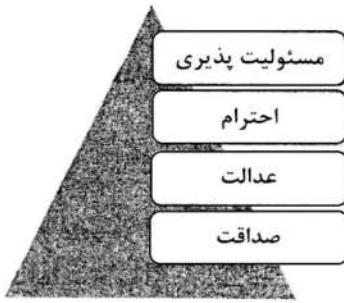 مسئولیت پذیری
احترام
عدالت
صداقت